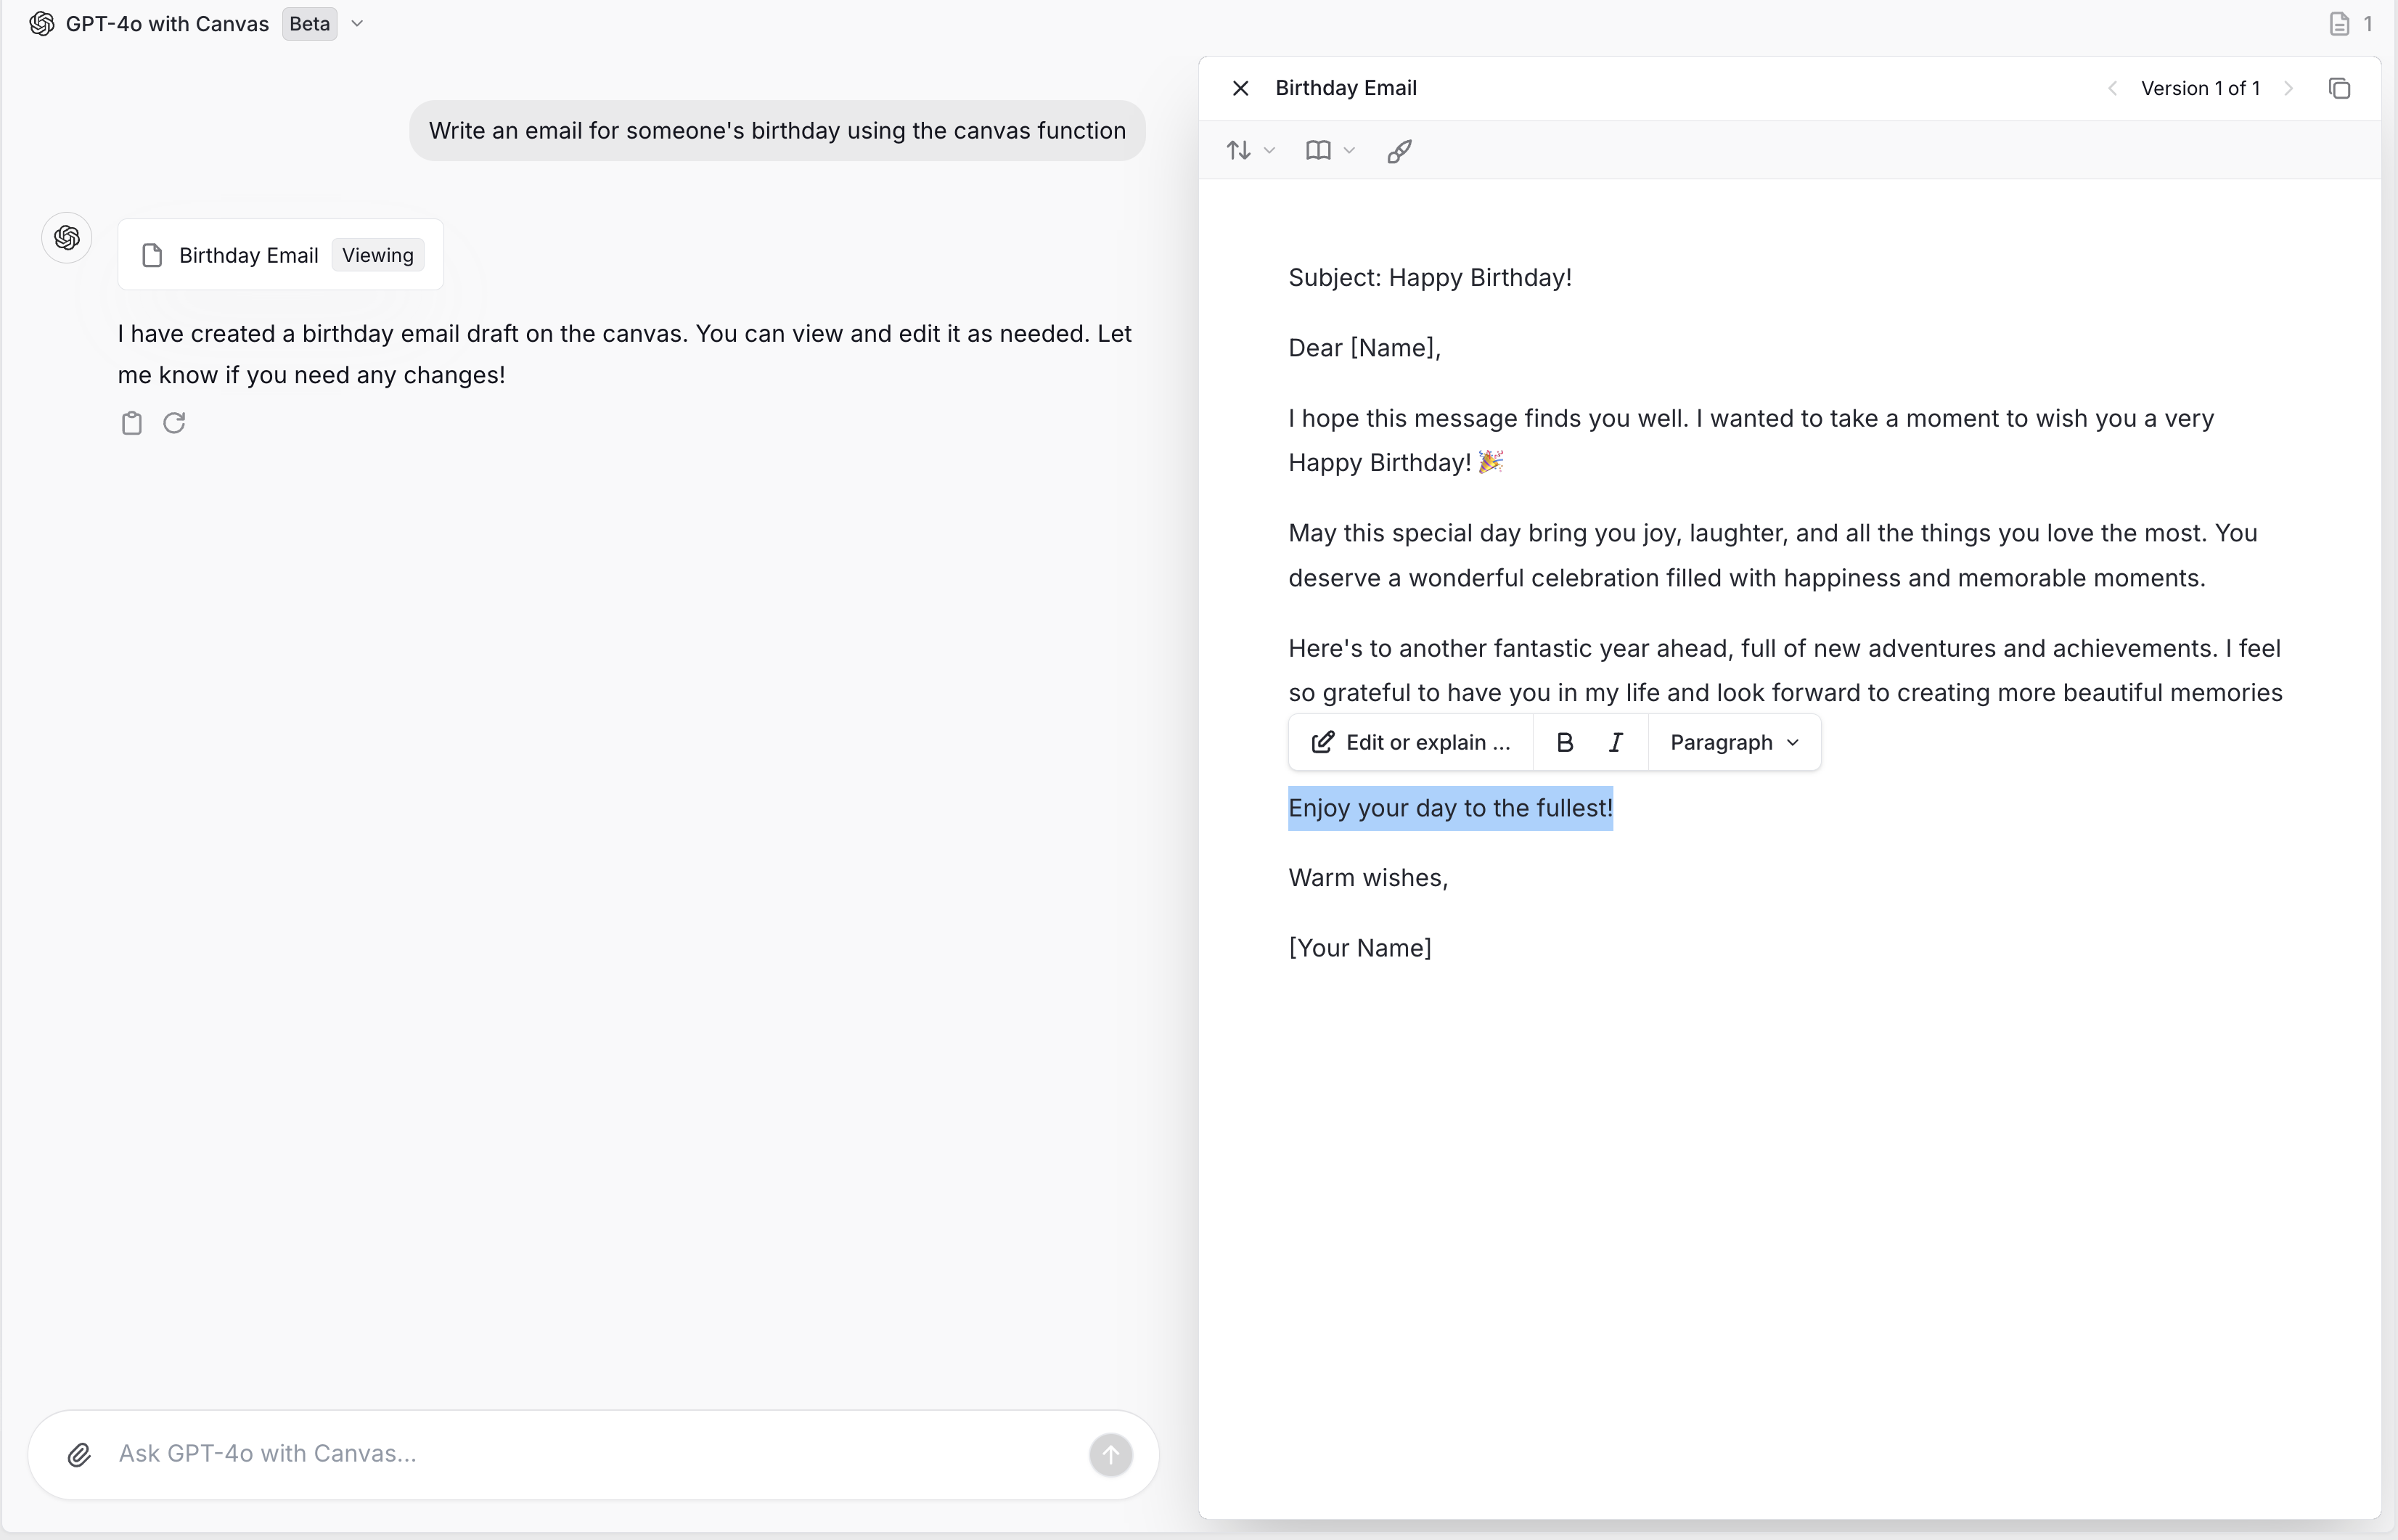 GPT-4o with Canvas Beta
1
Write an email for someone's birthday using the canvas function
Birthday Email Viewing
I have created a birthday email draft on the canvas. You can view and edit it as needed. Let
me know if you need any changes!
Ask GPT-4o with Canvas...
Birthday Email
Version 1 of 1
Subject: Happy Birthday!
Dear [Name],
I hope this message finds you well. I wanted to take a moment to wish you a very
Happy Birthday! 🎉
May this special day bring you joy, laughter, and all the things you love the most. You
deserve a wonderful celebration filled with happiness and memorable moments.
Here's to another fantastic year ahead, full of new adventures and achievements. I feel
so grateful to have you in my life and look forward to creating more beautiful memories
Edit or explain ... B I Paragraph
Enjoy your day to the fullest!
Warm wishes,
[Your Name]